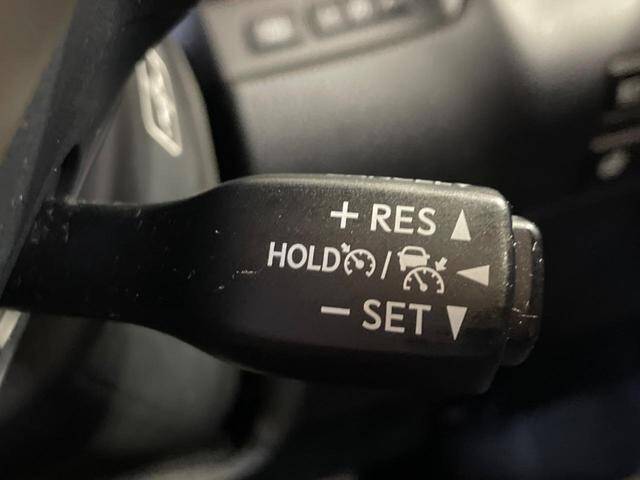 + RES
HOLD /
- SET